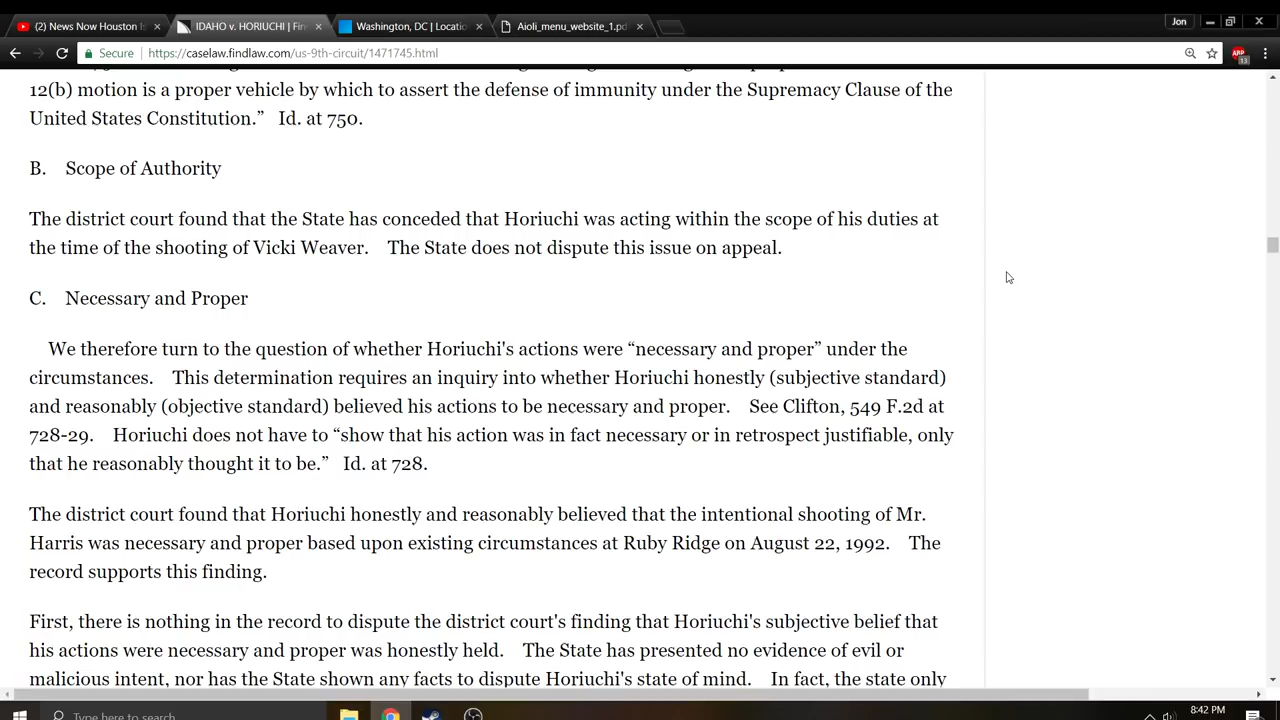 (2) News Now Houston Is
IDAHO v. HORIUCHI | Fin
Washington, DC | Locatio
Aioli_menu_website_1.pd
Jon
Secure
https://caselaw.findlaw.com/us-9th-circuit/1471745.html
ABP
13
12(b) motion is a proper vehicle by which to assert the defense of immunity under the Supremacy Clause of the
United States Constitution.” Id. at 750.
B. Scope of Authority
The district court found that the State has conceded that Horiuchi was acting within the scope of his duties at
the time of the shooting of Vicki Weaver. The State does not dispute this issue on appeal.
C. Necessary and Proper
We therefore turn to the question of whether Horiuchi's actions were “necessary and proper” under the
circumstances. This determination requires an inquiry into whether Horiuchi honestly (subjective standard)
and reasonably (objective standard) believed his actions to be necessary and proper. See Clifton, 549 F.2d at
728-29. Horiuchi does not have to “show that his action was in fact necessary or in retrospect justifiable, only
that he reasonably thought it to be.” Id. at 728.
The district court found that Horiuchi honestly and reasonably believed that the intentional shooting of Mr.
Harris was necessary and proper based upon existing circumstances at Ruby Ridge on August 22, 1992. The
record supports this finding.
First, there is nothing in the record to dispute the district court's finding that Horiuchi's subjective belief that
his actions were necessary and proper was honestly held. The State has presented no evidence of evil or
malicious intent, nor has the State shown any facts to dispute Horiuchi's state of mind. In fact, the state only
Type here to search
8:42 PM